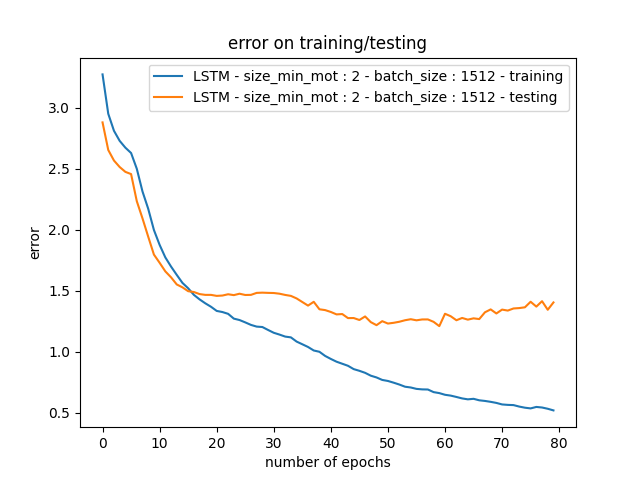 error on training/testing
LSTM - size_min_mot : 2 - batch_size : 1512 - training
LSTM - size_min_mot : 2 - batch_size : 1512 - testing
3.0
2.5
2.0
1.5
1.0
0.5
error
0 10 20 30 40 50 60 70 80
number of epochs